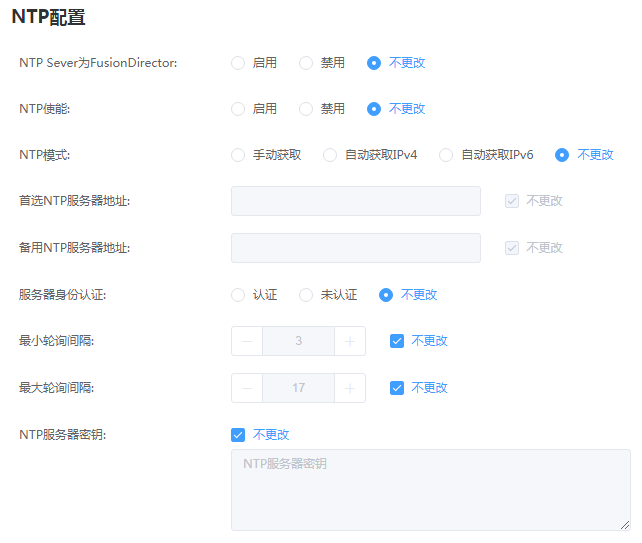 NTP配置
NTP Sever为FusionDirector: 启用 禁用 不更改
NTP使能: 启用 禁用 不更改
NTP模式: 手动获取 自动获取IPv4 自动获取IPv6 不更改
首选NTP服务器地址: 不更改
备用NTP服务器地址: 不更改
服务器身份认证: 认证 未认证 不更改
最小轮询间隔: 3 不更改
最大轮询间隔: 17 不更改
NTP服务器密钥: 不更改
NTP服务器密钥